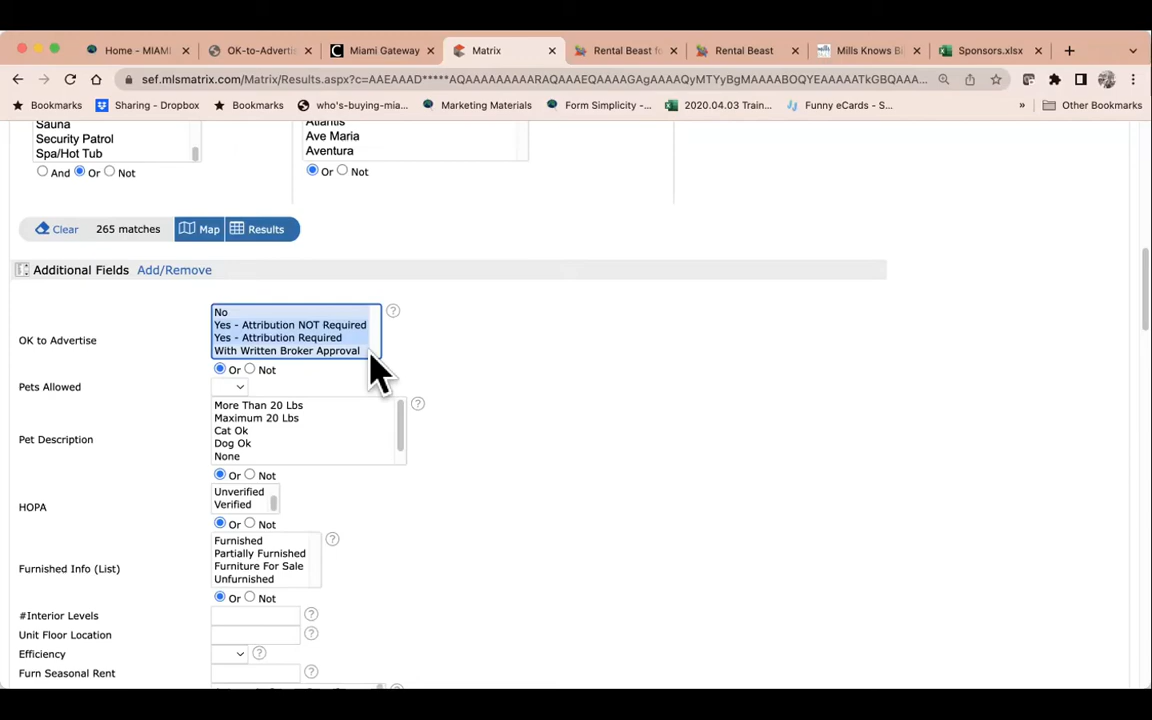 Home - MIAMI
OK-to-Advertis
Miami Gateway
Matrix
Rental Beast fo
Rental Beast
Mills Knows Bi
Sponsors.xlsx
sef.mlsmatrix.com/Matrix/Results.aspx?c=AAEAAAD*****AQAAAAAAAAARAQAAAEQAAAAGAgAAAAQyMTYyBgMAAAABOQYEAAAAATkGBQAAA...
Bookmarks
Sharing - Dropbox
Bookmarks
who's-buying-mia...
Marketing Materials
Form Simplicity -...
2020.04.03 Train...
Funny eCards - S...
»
Other Bookmarks
Sauna
Security Patrol
Spa/Hot Tub
And Or Not
Atlantis
Ave Maria
Aventura
Or Not
Clear 265 matches Map Results
Additional Fields Add/Remove
OK to Advertise
No
Yes - Attribution NOT Required
Yes - Attribution Required
With Written Broker Approval
?
Or Not
Pets Allowed
Pet Description
More Than 20 Lbs
Maximum 20 Lbs
Cat Ok
Dog Ok
None
?
Or Not
HOPA
Unverified
Verified
Or Not
Furnished Info (List)
Furnished
Partially Furnished
Furniture For Sale
Unfurnished
?
Or Not
#Interior Levels ?
Unit Floor Location ?
Efficiency ?
Furn Seasonal Rent ?